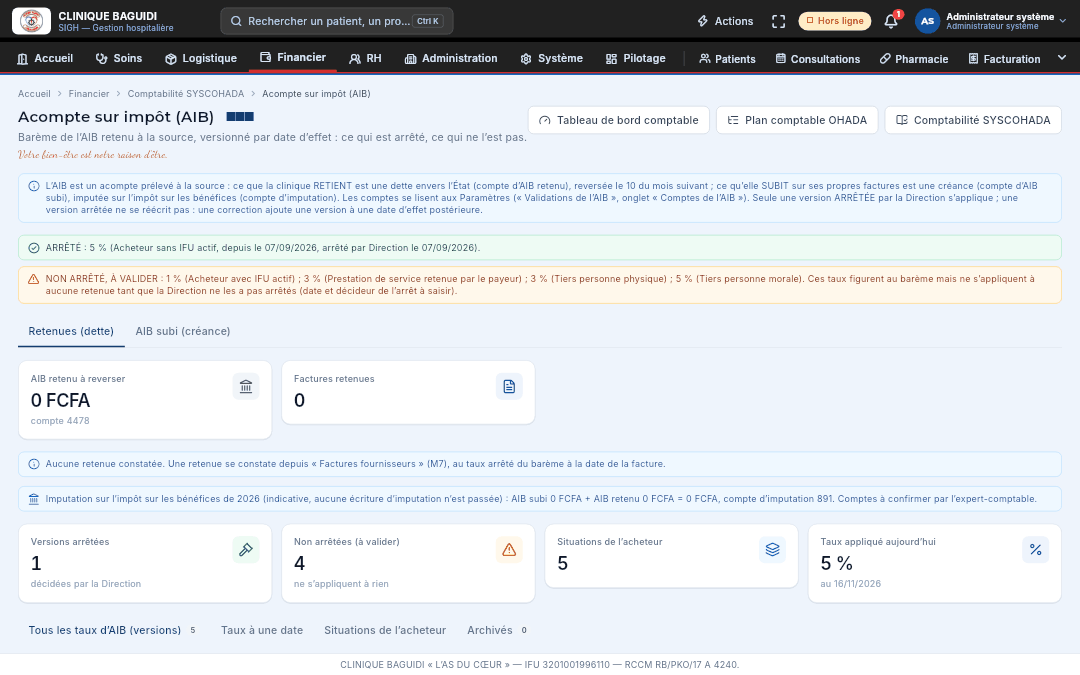 CLINIQUE BAGUIDI
SIGH — Gestion hospitalière
Rechercher un patient, un pro... Ctrl K
Actions
Hors ligne
1
AS
Administrateur système
Administrateur système
Accueil
Soins
Logistique
Financier
RH
Administration
Système
Pilotage
Patients
Consultations
Pharmacie
Facturation
Accueil > Financier > Comptabilité SYSCOHADA > Acompte sur impôt (AIB)
Acompte sur impôt (AIB)
Barème de l'AIB retenu à la source, versionné par date d'effet : ce qui est arrêté, ce qui ne l'est pas.
Votre bien-être est notre raison d'être.
Tableau de bord comptable
Plan comptable OHADA
Comptabilité SYSCOHADA
L'AIB est un acompte prélevé à la source : ce que la clinique RETIENT est une dette envers l'État (compte d'AIB retenu), reversée le 10 du mois suivant ; ce qu'elle SUBIT sur ses propres factures est une créance (compte d'AIB
subi), imputée sur l'impôt sur les bénéfices (compte d'imputation). Les comptes se lisent aux Paramètres (« Validations de l'AIB », onglet « Comptes de l'AIB »). Seule une version ARRÊTÉE par la Direction s'applique ; une
version arrêtée ne se réécrit pas : une correction ajoute une version à une date d'effet postérieure.
ARRÊTÉ : 5 % (Acheteur sans IFU actif, depuis le 07/09/2026, arrêté par Direction le 07/09/2026).
NON ARRÊTÉ, À VALIDER : 1 % (Acheteur avec IFU actif) ; 3 % (Prestation de service retenue par le payeur) ; 3 % (Tiers personne physique) ; 5 % (Tiers personne morale). Ces taux figurent au barème mais ne s'appliquent à
aucune retenue tant que la Direction ne les a pas arrêtés (date et décideur de l'arrêt à saisir).
Retenues (dette)
AIB subi (créance)
AIB retenu à reverser
0 FCFA
compte 4478
Factures retenues
0
Aucune retenue constatée. Une retenue se constate depuis « Factures fournisseurs » (M7), au taux arrêté du barème à la date de la facture.
Imputation sur l'impôt sur les bénéfices de 2026 (indicative, aucune écriture d'imputation n'est passée) : AIB subi 0 FCFA + AIB retenu 0 FCFA = 0 FCFA, compte d'imputation 891. Comptes à confirmer par l'expert-comptable.
Versions arrêtées
1
décidées par la Direction
Non arrêtées (à valider)
4
ne s'appliquent à rien
Situations de l'acheteur
5
Taux appliqué aujourd'hui
5 %
au 16/11/2026
Tous les taux d'AIB (versions) 5
Taux à une date
Situations de l'acheteur
Archivés 0
CLINIQUE BAGUIDI « L'AS DU CŒUR » — IFU 3201001996110 — RCCM RB/PKO/17 A 4240.